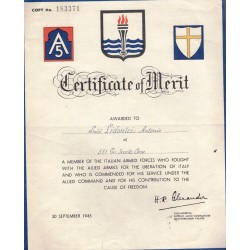 COPY No. 183371
A
5
Certificate of Merit
AWARDED TO
Antonio
A MEMBER OF THE ITALIAN ARMED FORCES WHO FOUGHT
WITH THE ALLIED ARMIES FOR THE LIBERATION OF ITALY
AND WHO IS COMMENDED FOR HIS SERVICE UNDER THE
ALLIED COMMAND AND FOR HIS CONTRIBUTION TO THE
CAUSE OF FREEDOM.
30 SEPTEMBER 1945
H.R. Alexander